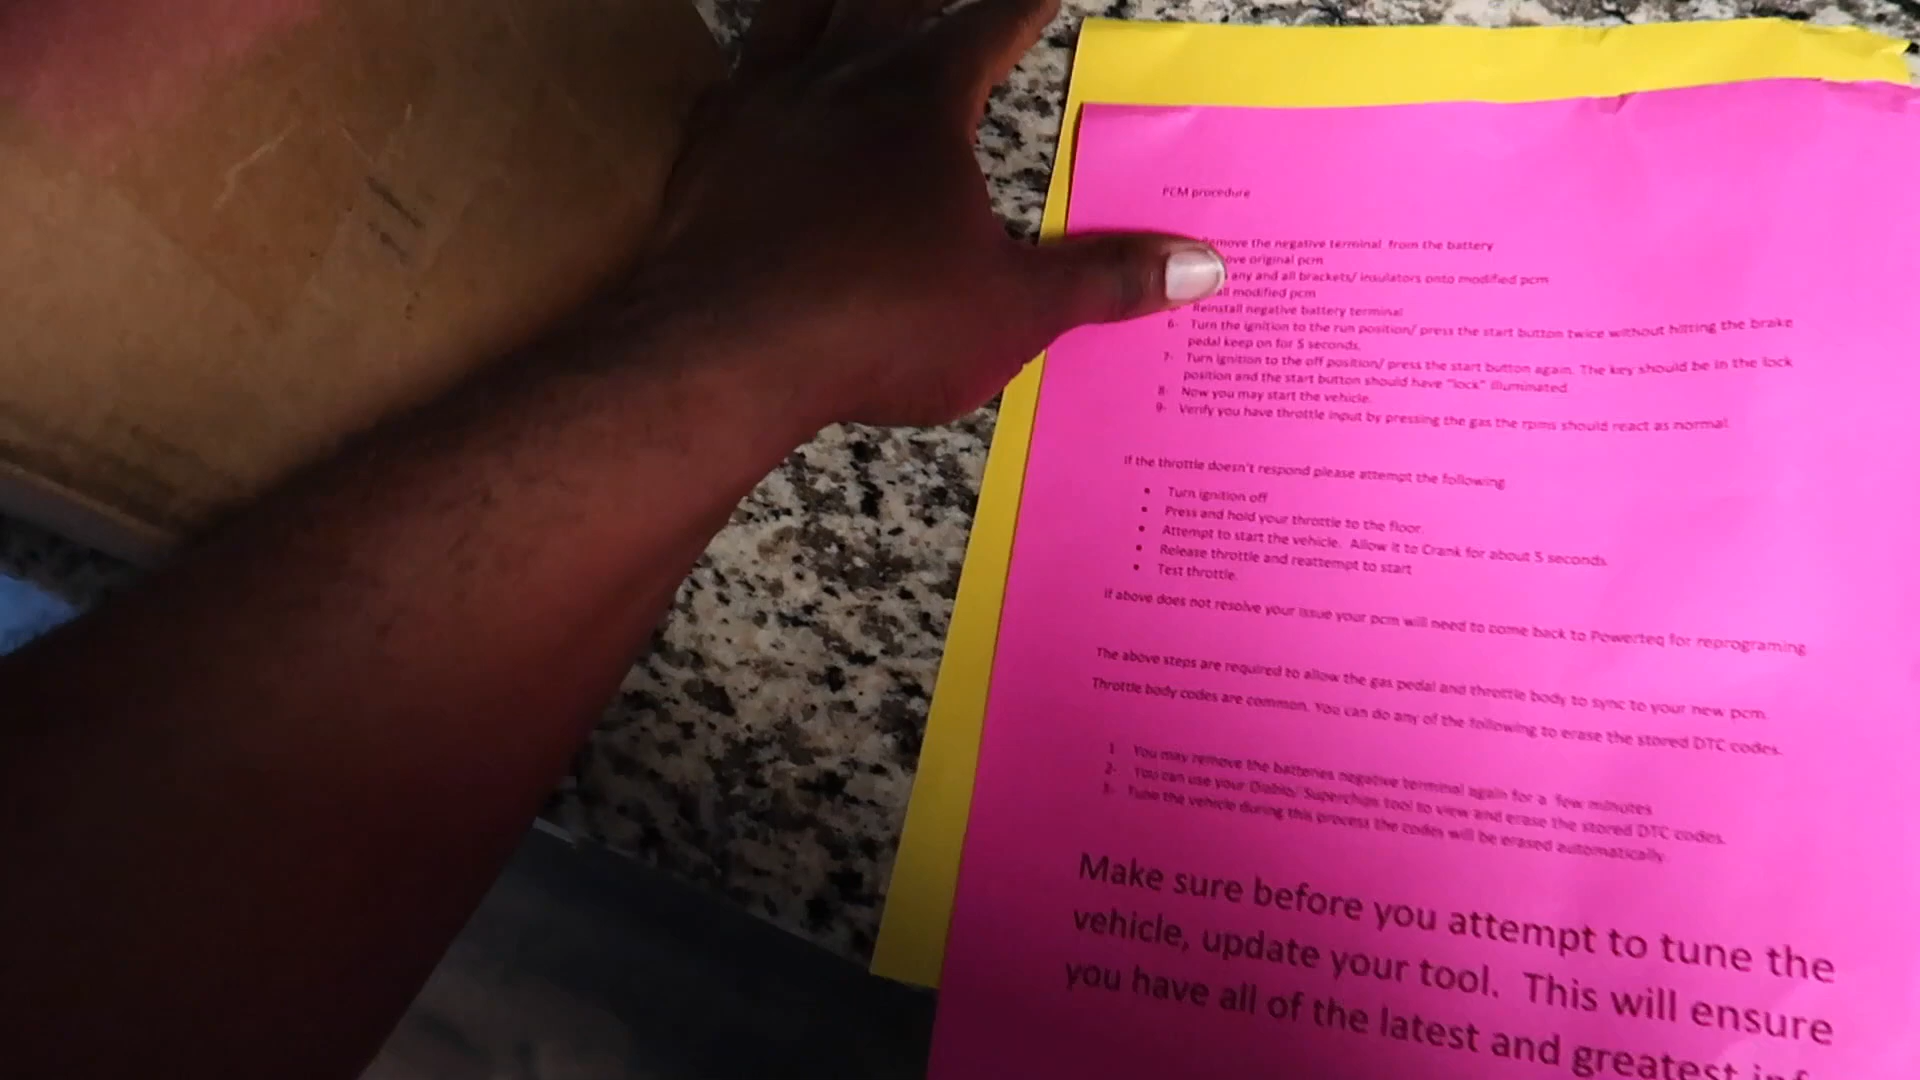 PCM procedure
emove the negative terminal from the battery
ove original pcm
any and all brackets/ insulators onto modified pcm
all modified pcm
Reinstall negative battery terminal
6- Turn the ignition to the run position/ press the start button twice without hitting the brake
pedal keep on for 5 seconds.
7- Turn ignition to the off position/ press the start button again. The key should be in the lock
position and the start button should have "lock" illuminated
8- Now you may start the vehicle.
9- Verify you have throttle input by pressing the gas the rpms should react as normal.
If the throttle doesn't respond please attempt the following
• Turn ignition off
• Press and hold your throttle to the floor.
• Attempt to start the vehicle. Allow it to Crank for about 5 seconds
• Release throttle and reattempt to start
• Test throttle.
If above does not resolve your issue your pcm will need to come back to Powerteq for reprograming
The above steps are required to allow the gas pedal and throttle body to sync to your new pcm.
Throttle body codes are common. You can do any of the following to erase the stored DTC codes.
1 You may remove the batteries negative terminal again for a few minutes
2- You can use your Diablo/ Superchips tool to view and erase the stored DTC codes.
3- Tune the vehicle during this process the codes will be erased automatically
Make sure before you attempt to tune the
vehicle, update your tool. This will ensure
you have all of the latest and greatest